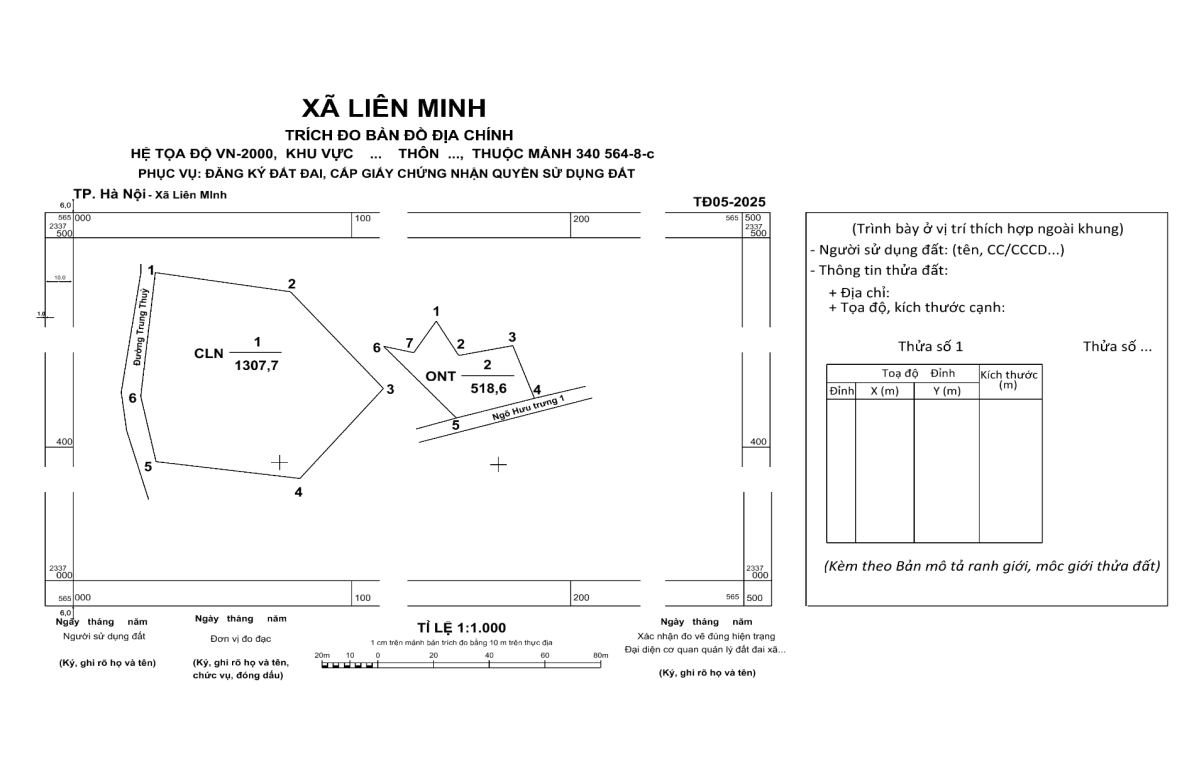 XÃ LIÊN MINH
TRÍCH ĐO BẢN ĐỒ ĐỊA CHÍNH
HỆ TỌA ĐỘ VN-2000, KHU VỰC ... THÔN ..., THUỘC MẢNH 340 564-8-c
PHỤC VỤ: ĐĂNG KÝ ĐẤT ĐAI, CẤP GIẤY CHỨNG NHẬN QUYỀN SỬ DỤNG ĐẤT
TP. Hà Nội - Xã Liên MInh
TĐ05-2025
6,0
565 000
100
200
565 500
2337
500
2337
500
10.0
1.0
Đường Trung Thuỷ
1
2
3
4
5
6
CLN
1
1307,7
1
2
3
4
5
6
7
ONT
2
518,6
Ngõ Hưu trưng 1
400
400
2337
000
2337
000
565 000
100
200
565 500
6,0
Ngày tháng năm
Người sử dụng đất
(Ký, ghi rõ họ và tên)
Ngày tháng năm
Đơn vị đo đạc
(Ký, ghi rõ họ và tên,
chức vụ, đóng dấu)
TỈ LỆ 1:1.000
1 cm trên mảnh bản trích đo bằng 10 m trên thực địa
20m 10 0 20 40 60 80m
Ngày tháng năm
Xác nhận đo vẽ đúng hiện trạng
Đại diện cơ quan quản lý đất đai xã...
(Ký, ghi rõ họ và tên)
(Trình bày ở vị trí thích hợp ngoài khung)
- Người sử dụng đất: (tên, CC/CCCD...)
- Thông tin thửa đất:
+ Địa chỉ:
+ Tọa độ, kích thước cạnh:
Thửa số 1 Thửa số ...
Toạ độ Đỉnh
Kích thước
(m)
Đỉnh X (m) Y (m)
(Kèm theo Bản mô tả ranh giới, môc giới thửa đất)